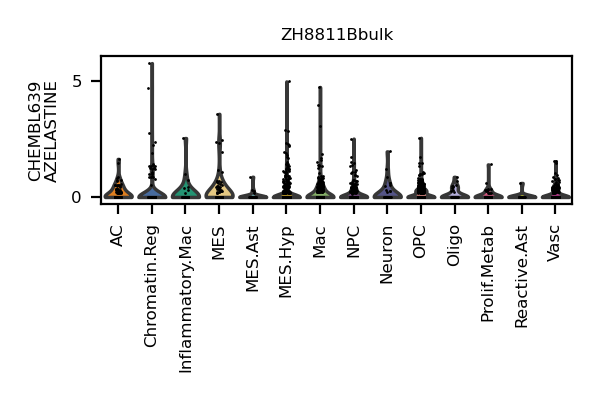 ZH8811Bbulk
CHEMBL639
AZELASTINE
5
0
AC
Chromatin.Reg
Inflammatory.Mac
MES
MES.Ast
MES.Hyp
Mac
NPC
Neuron
OPC
Oligo
Prolif.Metab
Reactive.Ast
Vasc